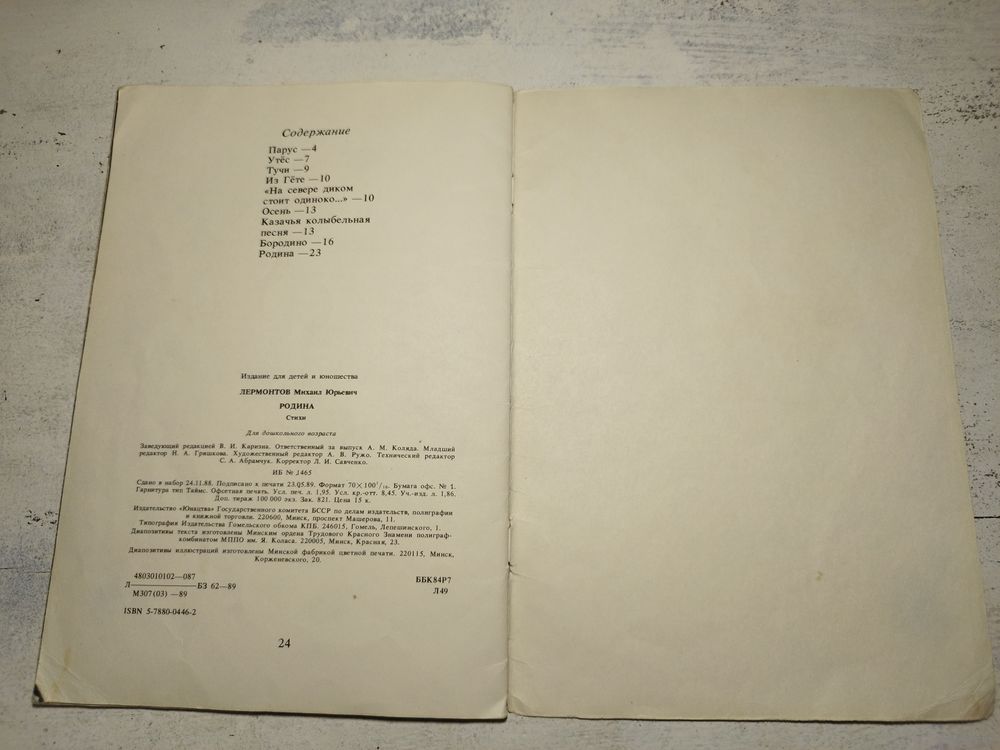 Содержание
Парус —4
Утёс —7
Тучи —9
Из Гёте —10
«На севере диком
стоит одиноко...» —10
Осень —13
Казачья колыбельная
песня —13
Бородино —16
Родина —23
Издание для детей и юношества
ЛЕРМОНТОВ Михаил Юрьевич
РОДИНА
Стихи
Для дошкольного возраста
Заведующий редакцией В. И. Каризна. Ответственный за выпуск А. М. Коляда. Младший
редактор Н. А. Гришкова. Художественный редактор А. В. Ружо. Технический редактор
С. А. Абрамчук. Корректор Л. И. Савченко.
ИБ № 1465
Сдано в набор 24.11.88. Подписано к печати 23.05.89. Формат 70×100¹/₁₆. Бумага офс. № 1.
Гарнитура тип Таймс. Офсетная печать. Усл. печ. л. 1,95. Усл. кр.-отт. 8,45. Уч.-изд. л. 1,86.
Доп. тираж 100 000 экз. Зак. 821. Цена 15 к.
Издательство «Юнацтва» Государственного комитета БССР по делам издательств, полиграфии
и книжной торговли. 220600, Минск, проспект Машерова, 11.
Типография Издательства Гомельского обкома КПБ. 246015, Гомель, Лепешинского, 1.
Диапозитивы текста изготовлены Минским ордена Трудового Красного Знамени полиграф-
комбинатом МППО им. Я. Коласа. 220005, Минск, Красная, 23.
Диапозитивы иллюстраций изготовлены Минской фабрикой цветной печати. 220115, Минск,
Корженевского, 20.
4803010102—087
Л———БЗ 62—89
М307(03) —89
ББК84Р7
Л49
ISBN 5-7880-0446-2
24